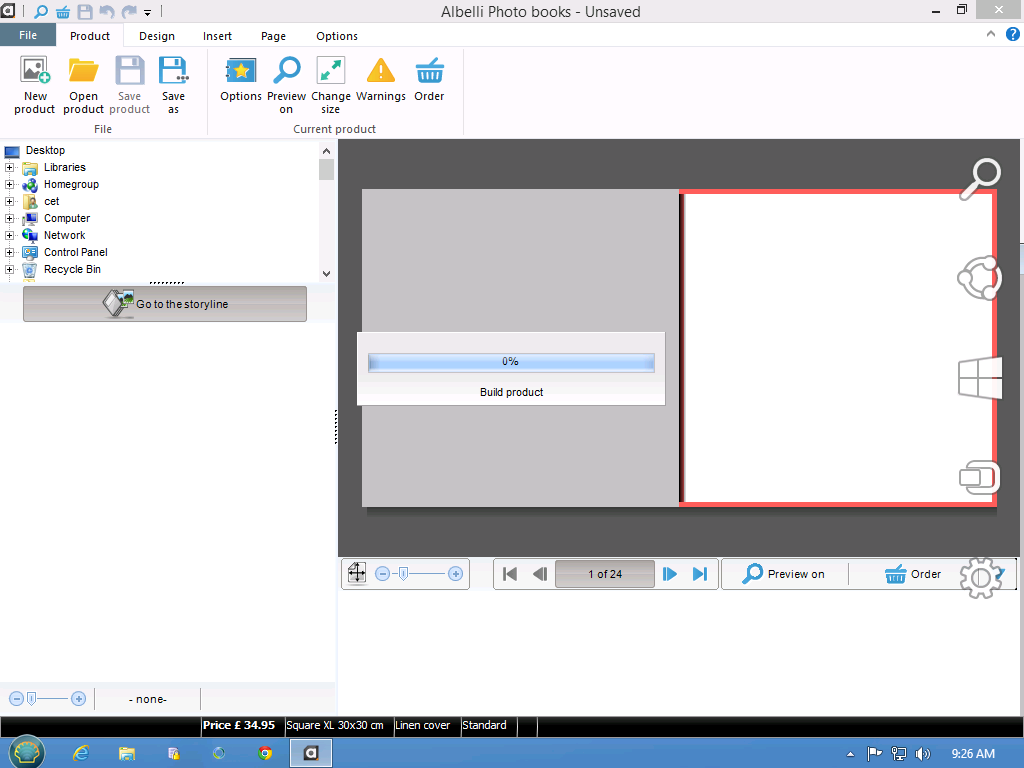 Albelli Photo books - Unsaved
File Product Design Insert Page Options
New product
Open product
Save product
Save as
Options
Preview on
Change size
Warnings
Order
File
Current product
Desktop
Libraries
Homegroup
cet
Computer
Network
Control Panel
Recycle Bin
Go to the storyline
0%
Build product
1 of 24
Preview on
Order
- none-
Price £ 34.95 Square XL 30x30 cm Linen cover Standard
9:26 AM